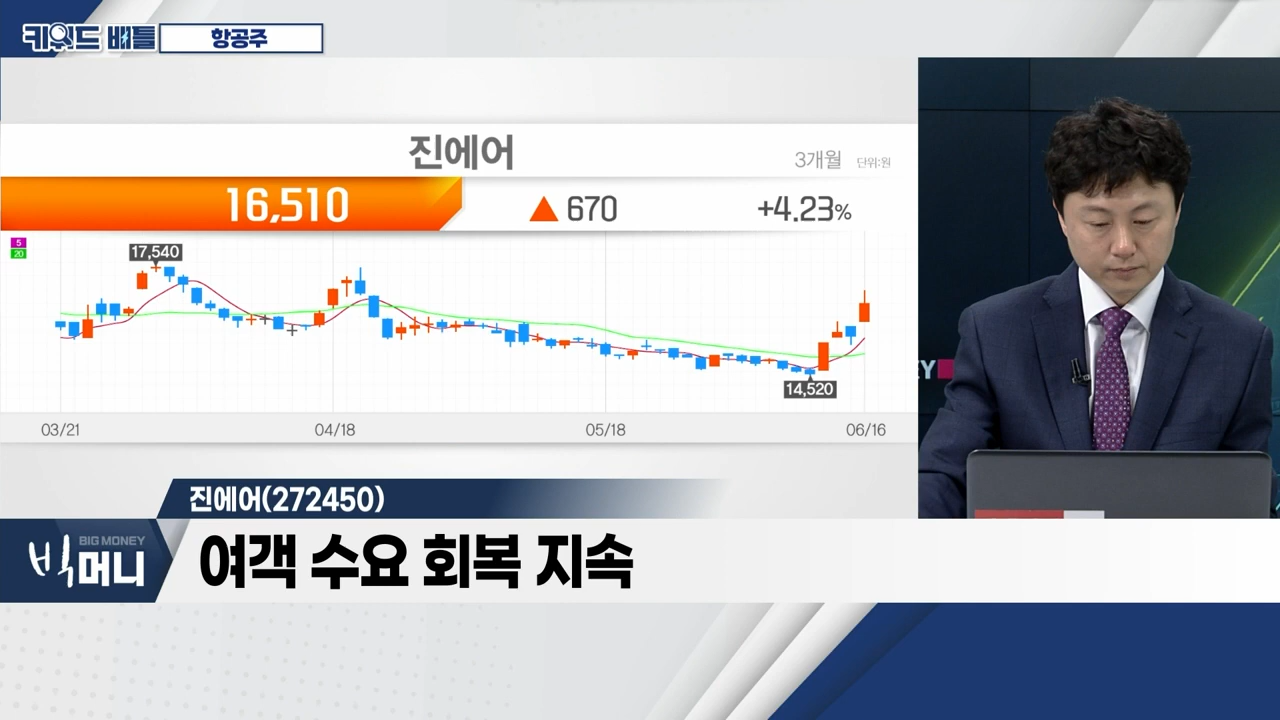 키워드 배틀
항공주
진에어
3개월 단위:원
16,510 ▲ 670 +4.23%
5
20
17,540
14,520
03/21 04/18 05/18 06/16
EY
진에어(272450)
BIG MONEY
빅머니
여객 수요 회복 지속